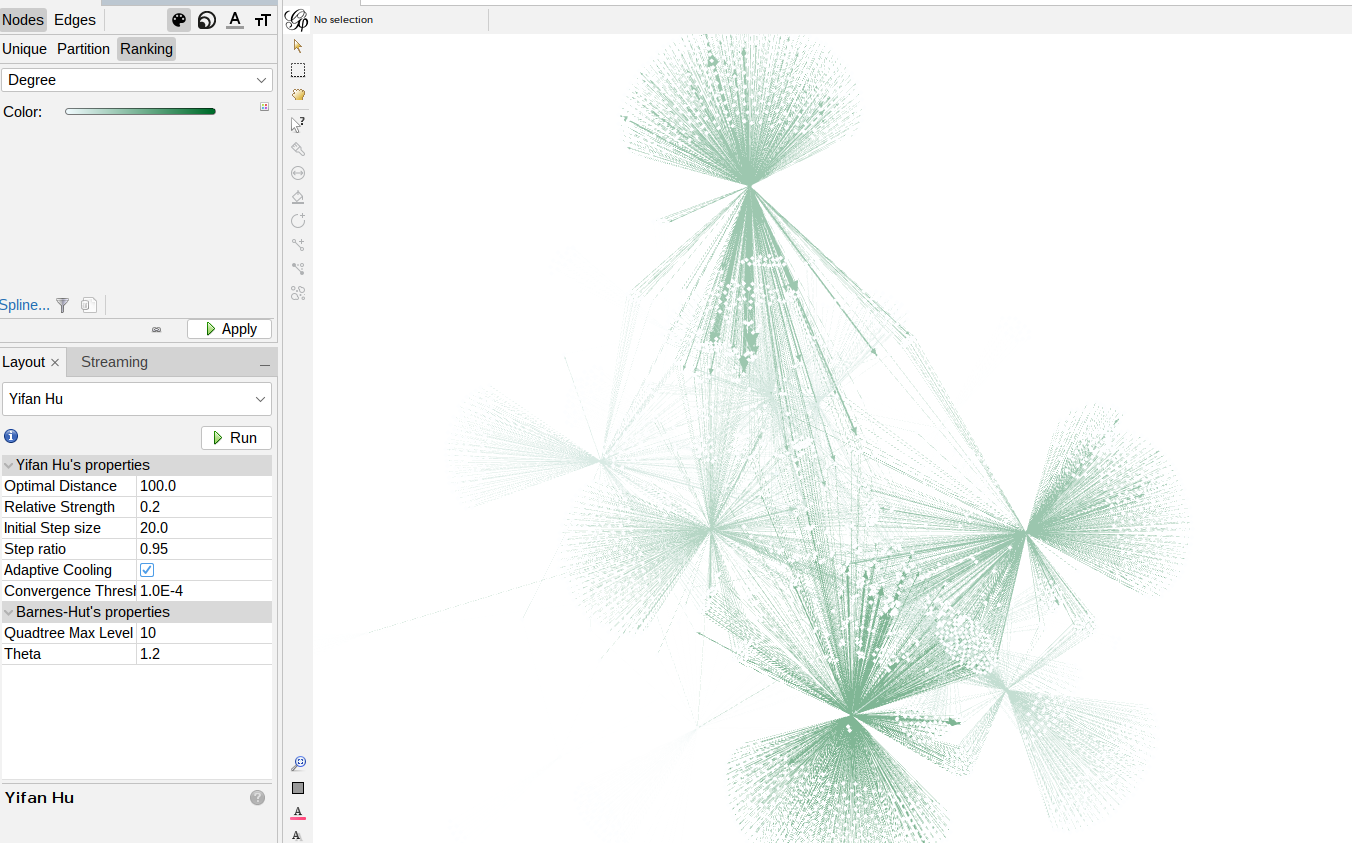 Nodes Edges A T T
No selection
Unique Partition Ranking
Degree
Color:
?
Spline...
Apply
Layout × Streaming
Yifan Hu
i
Run
Yifan Hu's properties
Optimal Distance 100.0
Relative Strength 0.2
Initial Step size 20.0
Step ratio 0.95
Adaptive Cooling
Convergence Thresl 1.0E-4
Barnes-Hut's properties
Quadtree Max Level 10
Theta 1.2
Yifan Hu ?
A
A